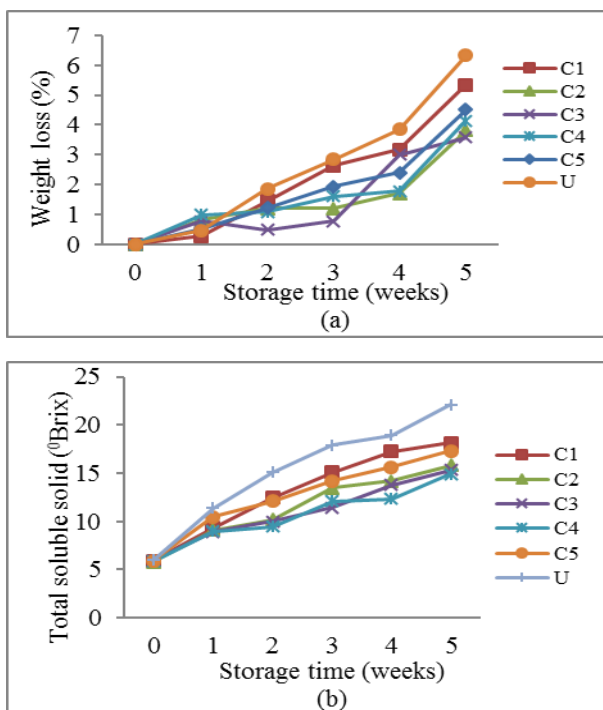 7
6
5
4
3
2
1
0
Weight loss (%)
0 1 2 3 4 5
Storage time (weeks)
(a)
C1
C2
C3
C4
C5
U
25
20
15
10
5
0
Total soluble solid (⁰Brix)
0 1 2 3 4 5
Storage time (weeks)
(b)
C1
C2
C3
C4
C5
U